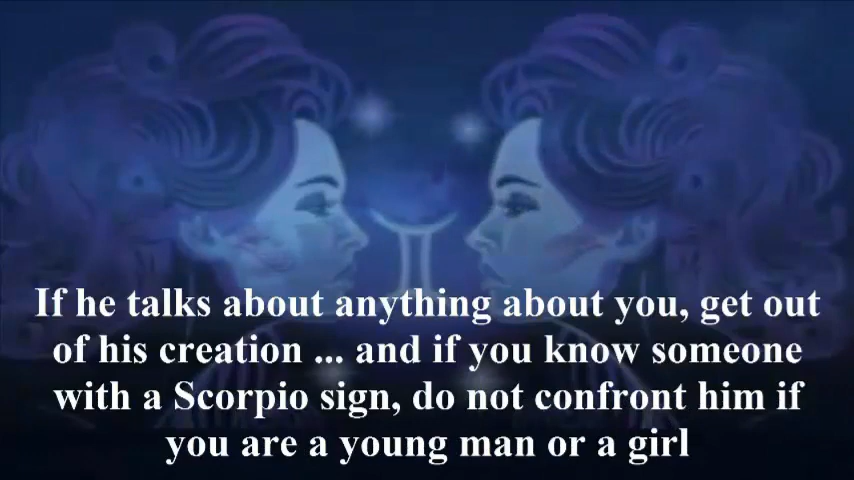 If he talks about anything about you, get out
of his creation ... and if you know someone
with a Scorpio sign, do not confront him if
you are a young man or a girl